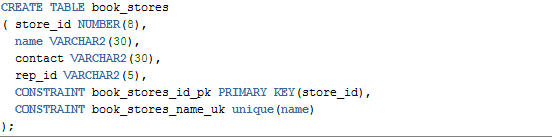 CREATE TABLE book_stores
( store_id NUMBER(8),
name VARCHAR2(30),
contact VARCHAR2(30),
rep_id VARCHAR2(5),
CONSTRAINT book_stores_id_pk PRIMARY KEY(store_id),
CONSTRAINT book_stores_name_uk unique(name)
);